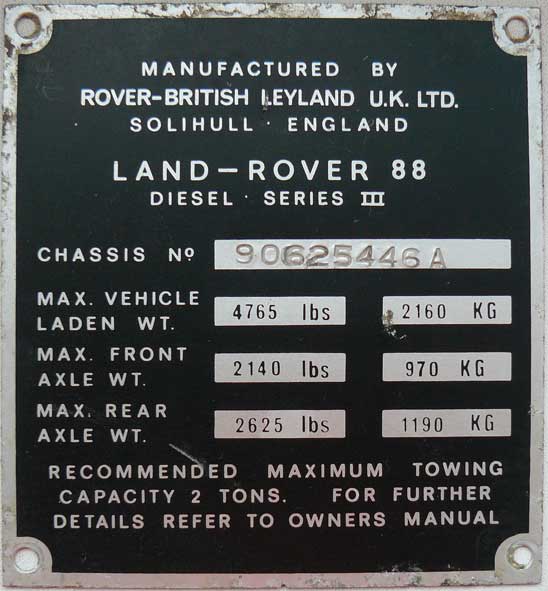 MANUFACTURED BY
ROVER-BRITISH LEYLAND U.K. LTD.
SOLIHULL · ENGLAND
LAND-ROVER 88
DIESEL · SERIES III
CHASSIS Nº 90625446A
MAX. VEHICLE
LADEN WT. 4765 lbs 2160 KG
MAX. FRONT
AXLE WT. 2140 lbs 970 KG
MAX. REAR
AXLE WT. 2625 lbs 1190 KG
RECOMMENDED MAXIMUM TOWING
CAPACITY 2 TONS. FOR FURTHER
DETAILS REFER TO OWNERS MANUAL